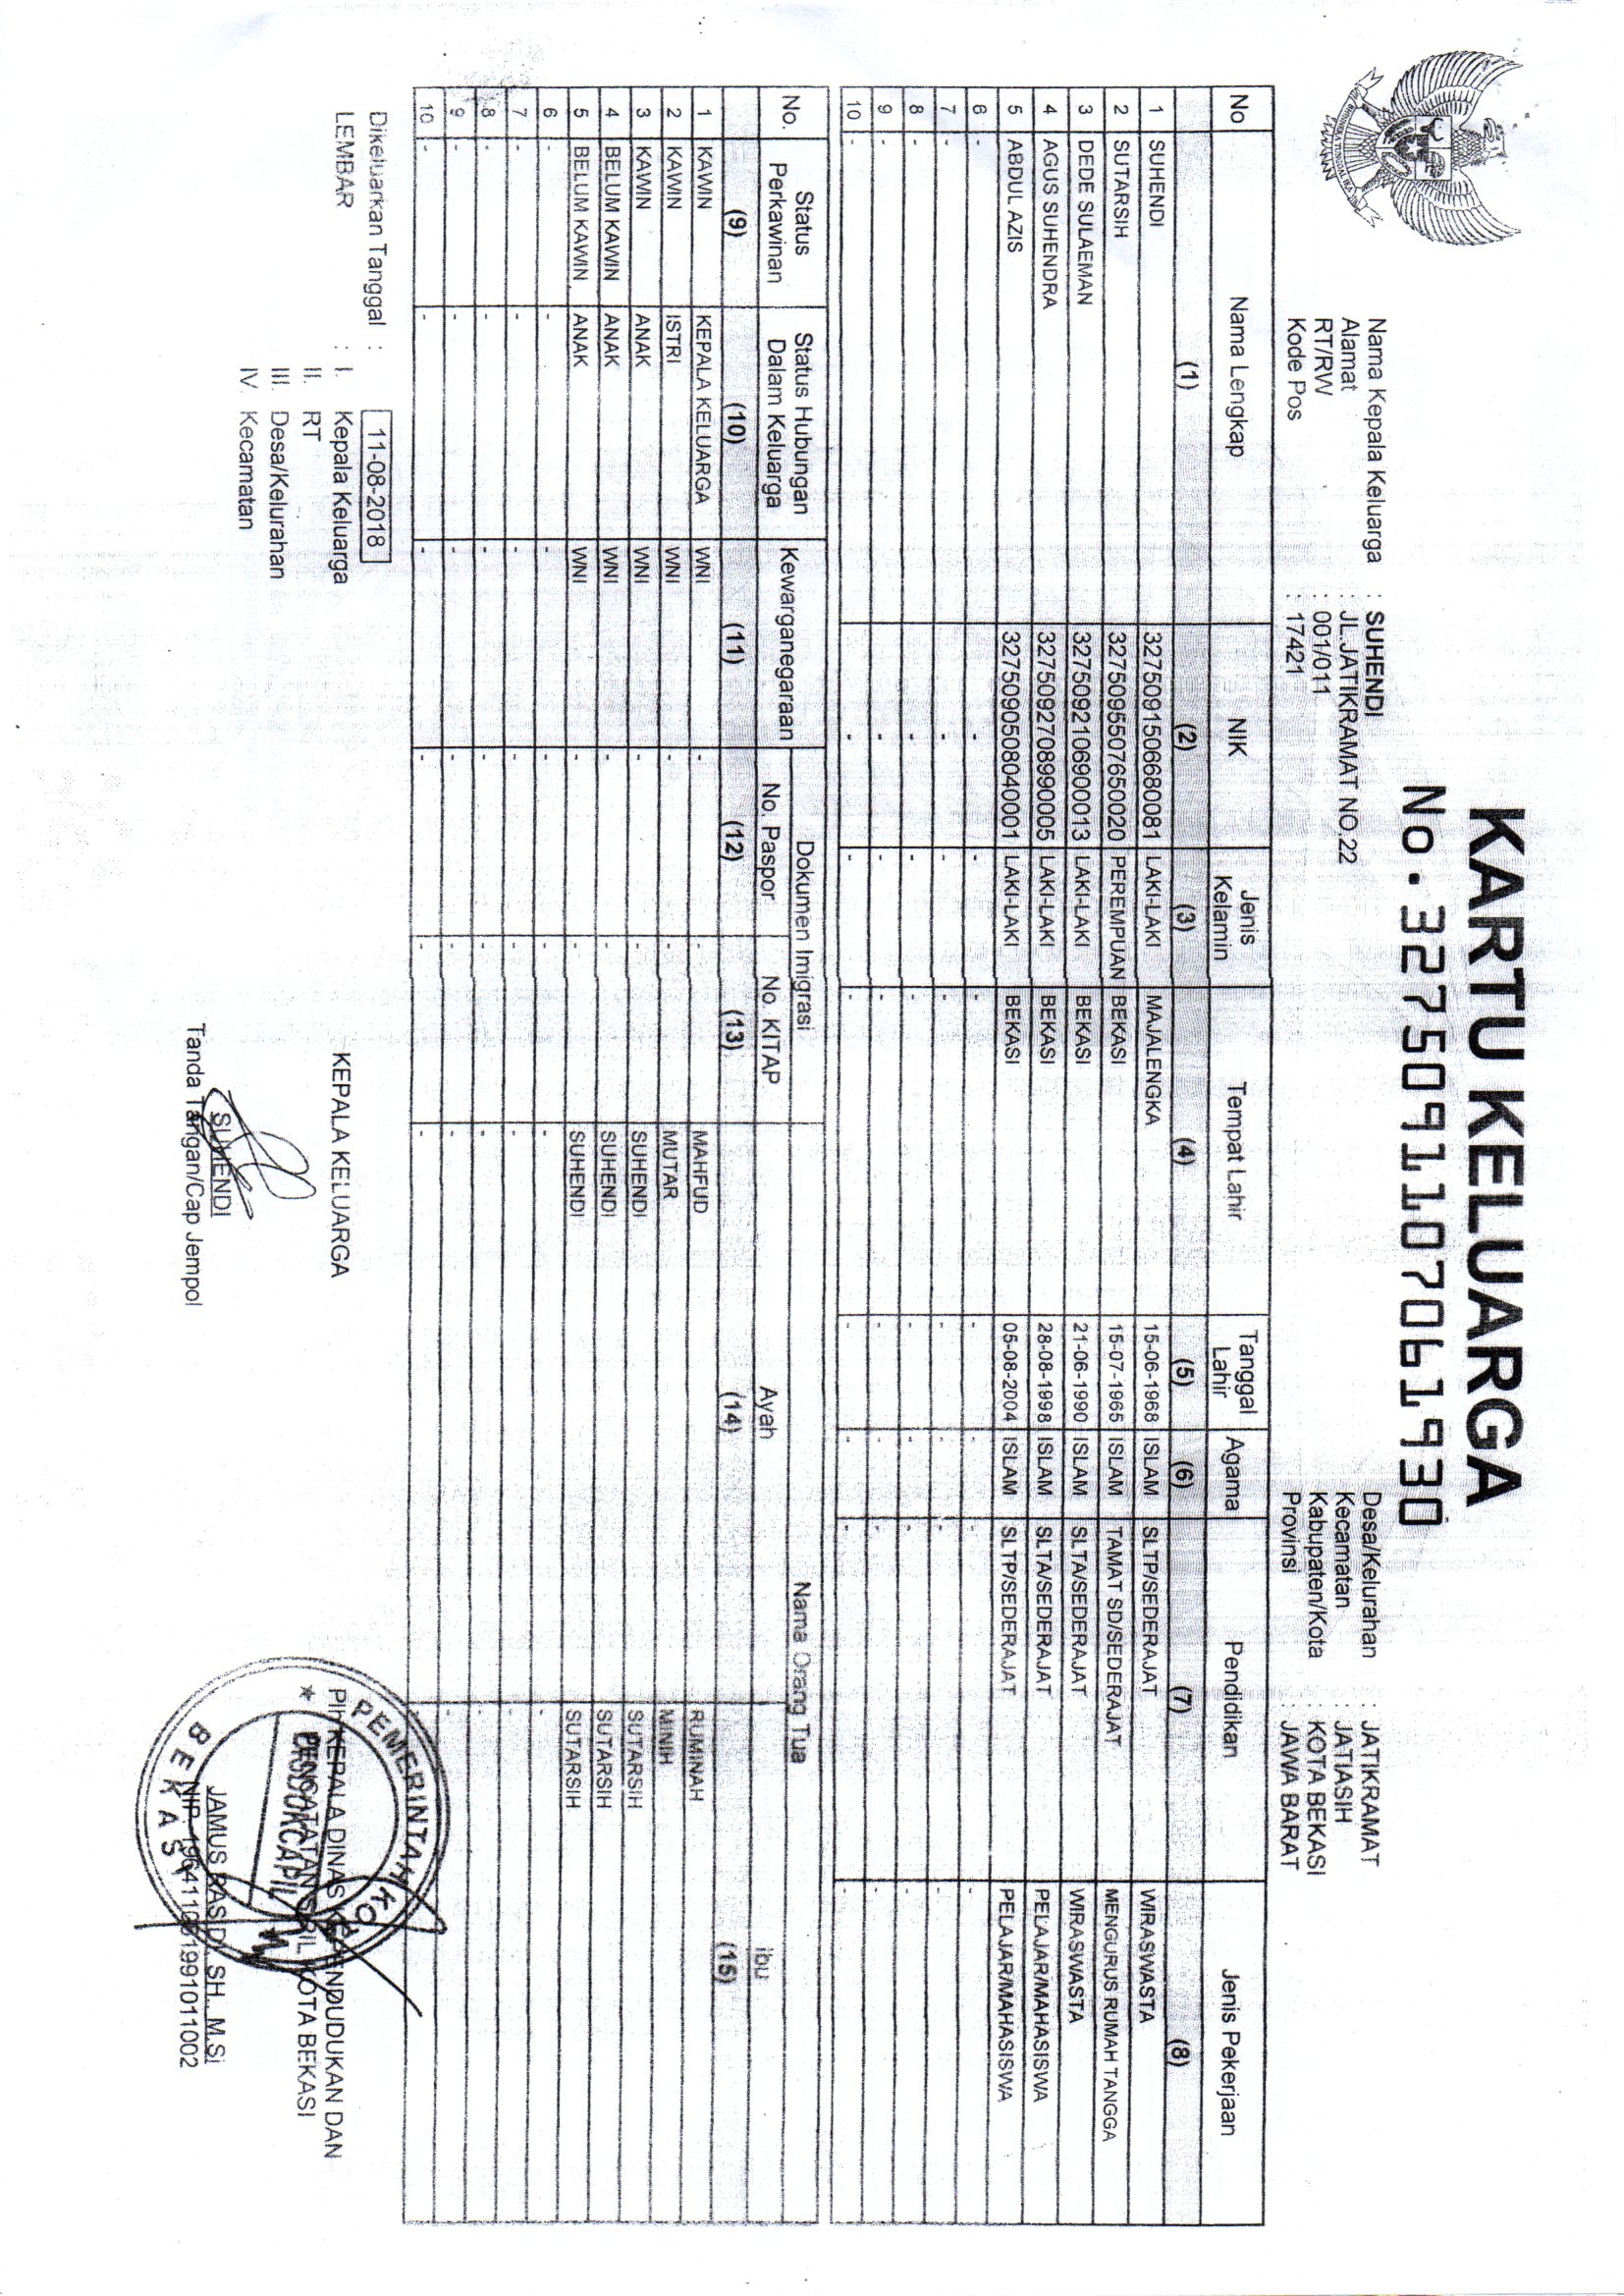 KARTU KELUARGA
No. 3275091107061930
Nama Kepala Keluarga : SUHENDI
Alamat : JL.JATIKRAMAT NO.22
RT/RW : 001/011
Kode Pos : 17421
Desa/Kelurahan : JATIKRAMAT
Kecamatan : JATIASIH
Kabupaten/Kota : KOTA BEKASI
Provinsi : JAWA BARAT
No Nama Lengkap NIK Jenis Kelamin Tempat Lahir Tanggal Lahir Agama Pendidikan Jenis Pekerjaan
(1) (2) (3) (4) (5) (6) (7) (8)
1 SUHENDI 3275091506680081 LAKI-LAKI MAJALENGKA 15-06-1968 ISLAM SLTP/SEDERAJAT WIRASWASTA
2 SUTARSIH 3275095507650020 PEREMPUAN BEKASI 15-07-1965 ISLAM TAMAT SD/SEDERAJAT MENGURUS RUMAH TANGGA
3 DEDE SULAEMAN 3275092106900013 LAKI-LAKI BEKASI 21-06-1990 ISLAM SLTA/SEDERAJAT WIRASWASTA
4 AGUS SUHENDRA 3275092708990005 LAKI-LAKI BEKASI 28-08-1998 ISLAM SLTA/SEDERAJAT PELAJAR/MAHASISWA
5 ABDUL AZIS 3275090508040001 LAKI-LAKI BEKASI 05-08-2004 ISLAM SLTP/SEDERAJAT PELAJAR/MAHASISWA
6 - - - - - - - -
7 - - - - - - - -
8 - - - - - - - -
9 - - - - - - - -
10 - - - - - - - -
No. Status Perkawinan Status Hubungan Dalam Keluarga Kewarganegaraan Dokumen Imigrasi Nama Orang Tua
No. Paspor No. KITAP Ayah Ibu
(9) (10) (11) (12) (13) (14) (15)
1 KAWIN KEPALA KELUARGA WNI - - MAHFUD RUMINAH
2 KAWIN ISTRI WNI - - MUTAR MINIH
3 KAWIN ANAK WNI - - SUHENDI SUTARSIH
4 BELUM KAWIN ANAK WNI - - SUHENDI SUTARSIH
5 BELUM KAWIN ANAK WNI - - SUHENDI SUTARSIH
6 - - - - - - -
7 - - - - - - -
8 - - - - - - -
9 - - - - - - -
10 - - - - - - -
Dikeluarkan Tanggal : 11-08-2018
LEMBAR : I. Kepala Keluarga
II. RT
III. Desa/Kelurahan
IV. Kecamatan
KEPALA KELUARGA
SUHENDI
Tanda Tangan/Cap Jempol
Plh KEPALA DINAS KEPENDUDUKAN DAN
PENCATATAN SIPIL KOTA BEKASI
JAMUS RASIDI, SH., M.Si
PEMERINTAH KOTA
DISDUKCAPIL
BEKASI